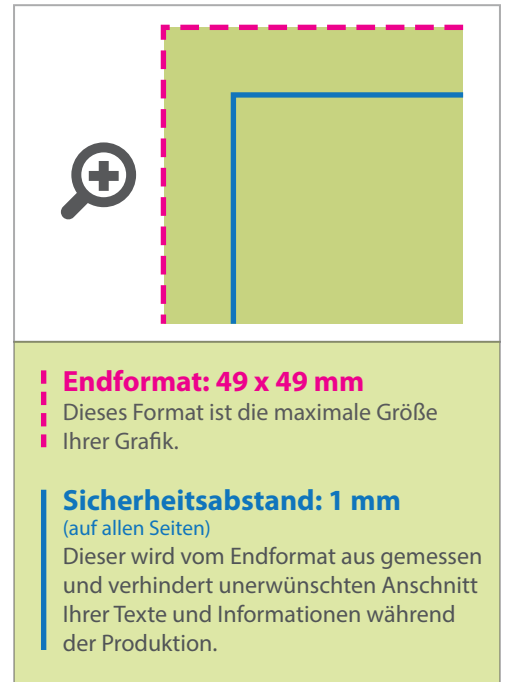 Endformat: 49 x 49 mm
Dieses Format ist die maximale Größe
Ihrer Grafik.
Sicherheitsabstand: 1 mm
(auf allen Seiten)
Dieser wird vom Endformat aus gemessen
und verhindert unerwünschten Anschnitt
Ihrer Texte und Informationen während
der Produktion.